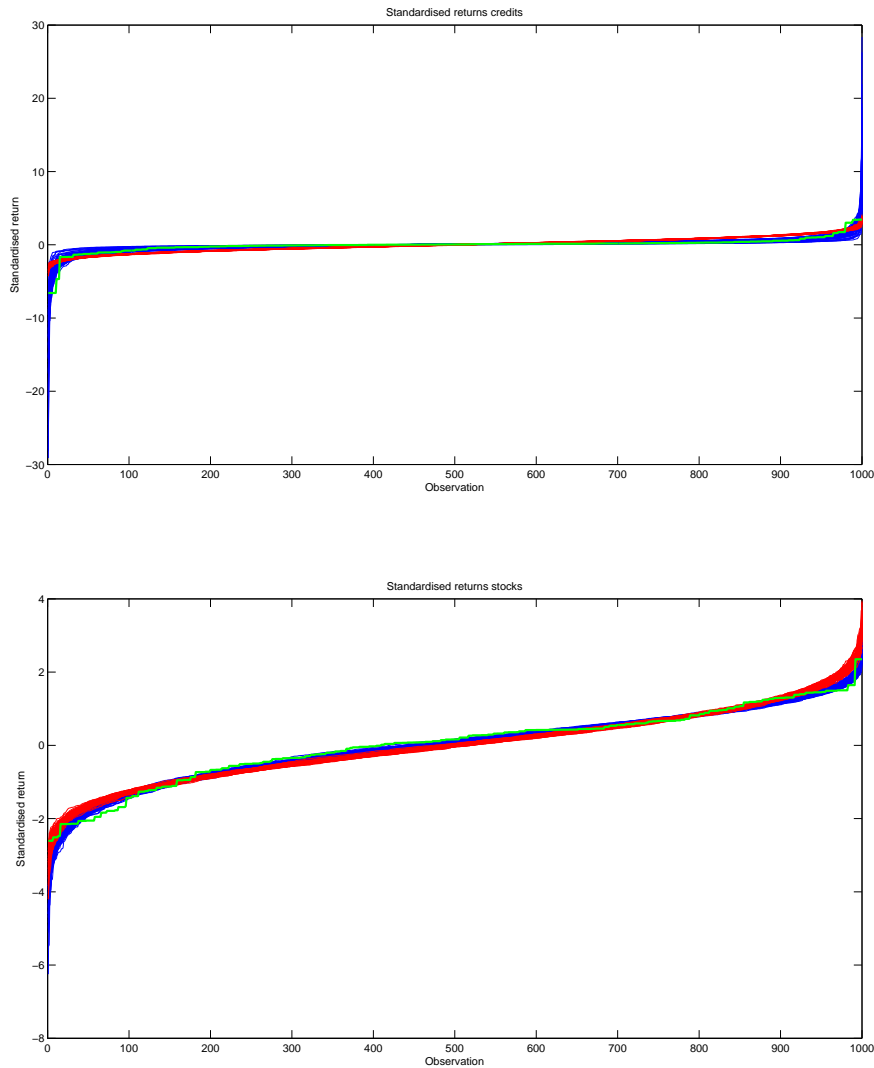 Standardised returns credits
30
20
10
0
−10
−20
−30
Standardised return
0 100 200 300 400 500 600 700 800 900 1000
Observation
Standardised returns stocks
4
2
0
−2
−4
−6
−8
Standardised return
0 100 200 300 400 500 600 700 800 900 1000
Observation